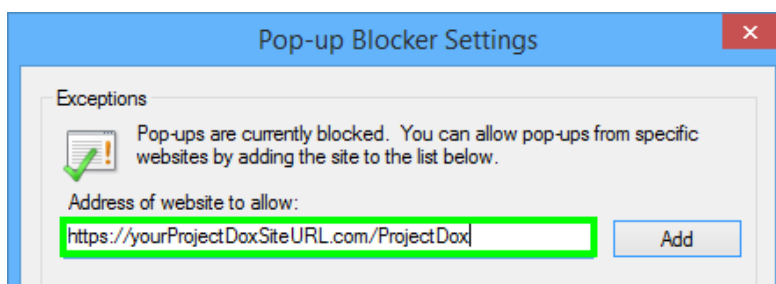 Pop-up Blocker Settings
Exceptions
Pop-ups are currently blocked.  You can allow pop-ups from specific
websites by adding the site to the list below.
Address of website to allow:
https://yourProjectDoxSiteURL.com/ProjectDox
Add